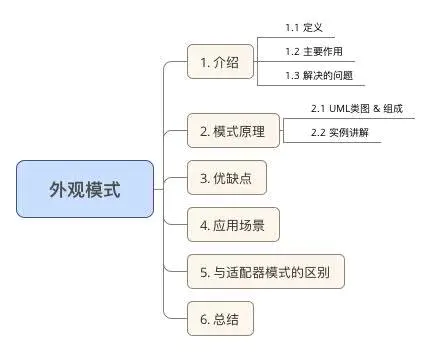 外观模式
1. 介绍
1.1 定义
1.2 主要作用
1.3 解决的问题
2. 模式原理
2.1 UML类图 & 组成
2.2 实例讲解
3. 优缺点
4. 应用场景
5. 与适配器模式的区别
6. 总结